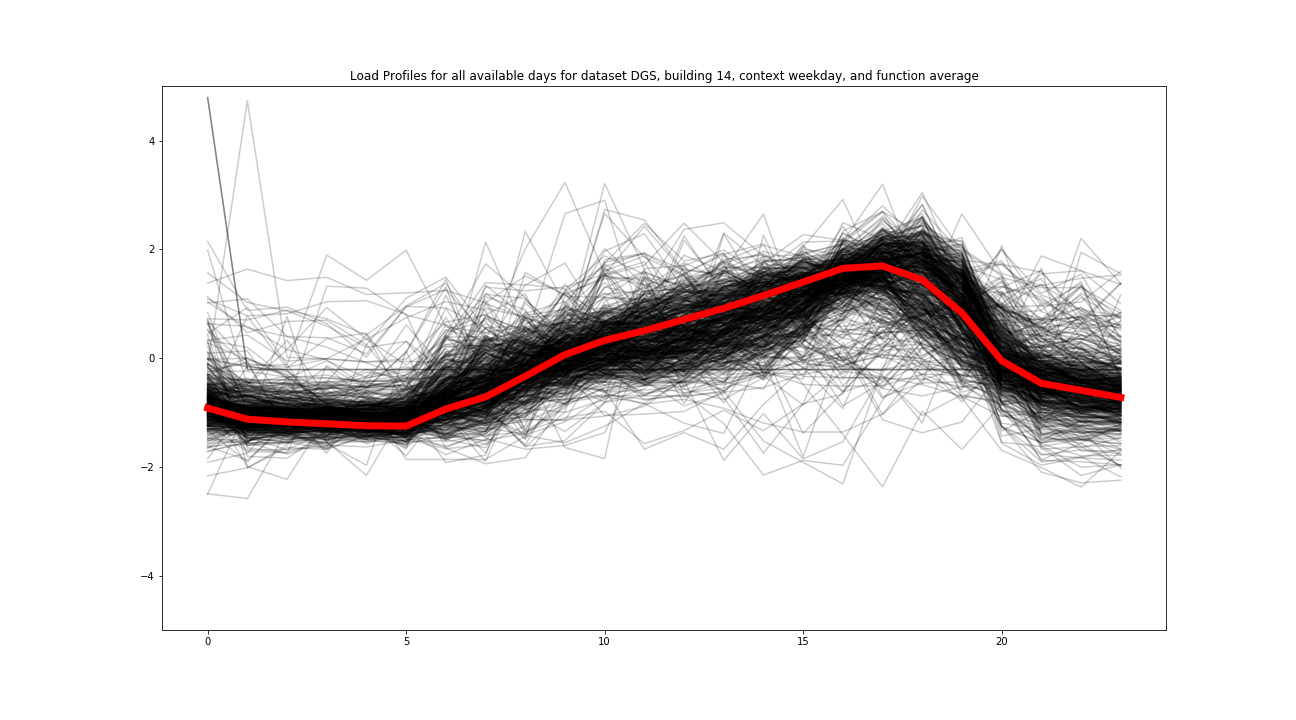 Load Profiles for all available days for dataset DGS, building 14, context weekday, and function average
4
2
0
−2
−4
0 5 10 15 20